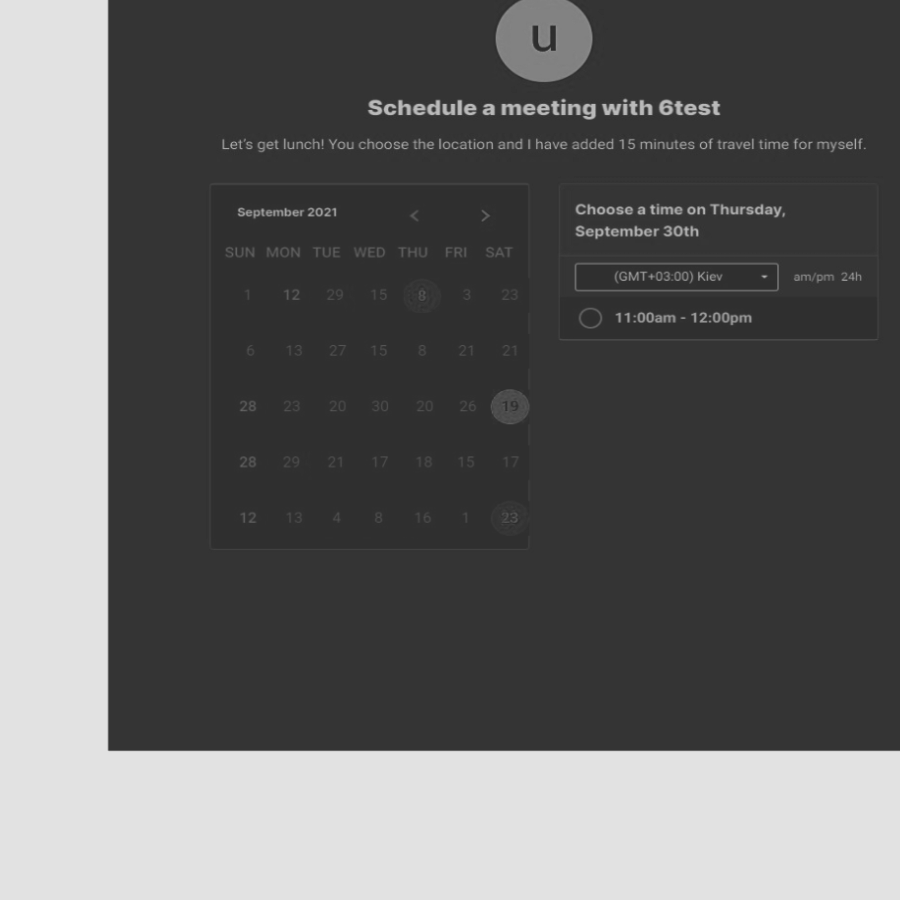 u
Schedule a meeting with 6test
Let's get lunch! You choose the location and I have added 15 minutes of travel time for myself.
September 2021 < >
SUN MON TUE WED THU FRI SAT
1 12 29 15 8 3 23
6 13 27 15 8 21 21
28 23 20 30 20 26 19
28 29 21 17 18 15 17
12 13 4 8 16 1 23
Choose a time on Thursday,
September 30th
(GMT+03:00) Kiev am/pm 24h
11:00am - 12:00pm